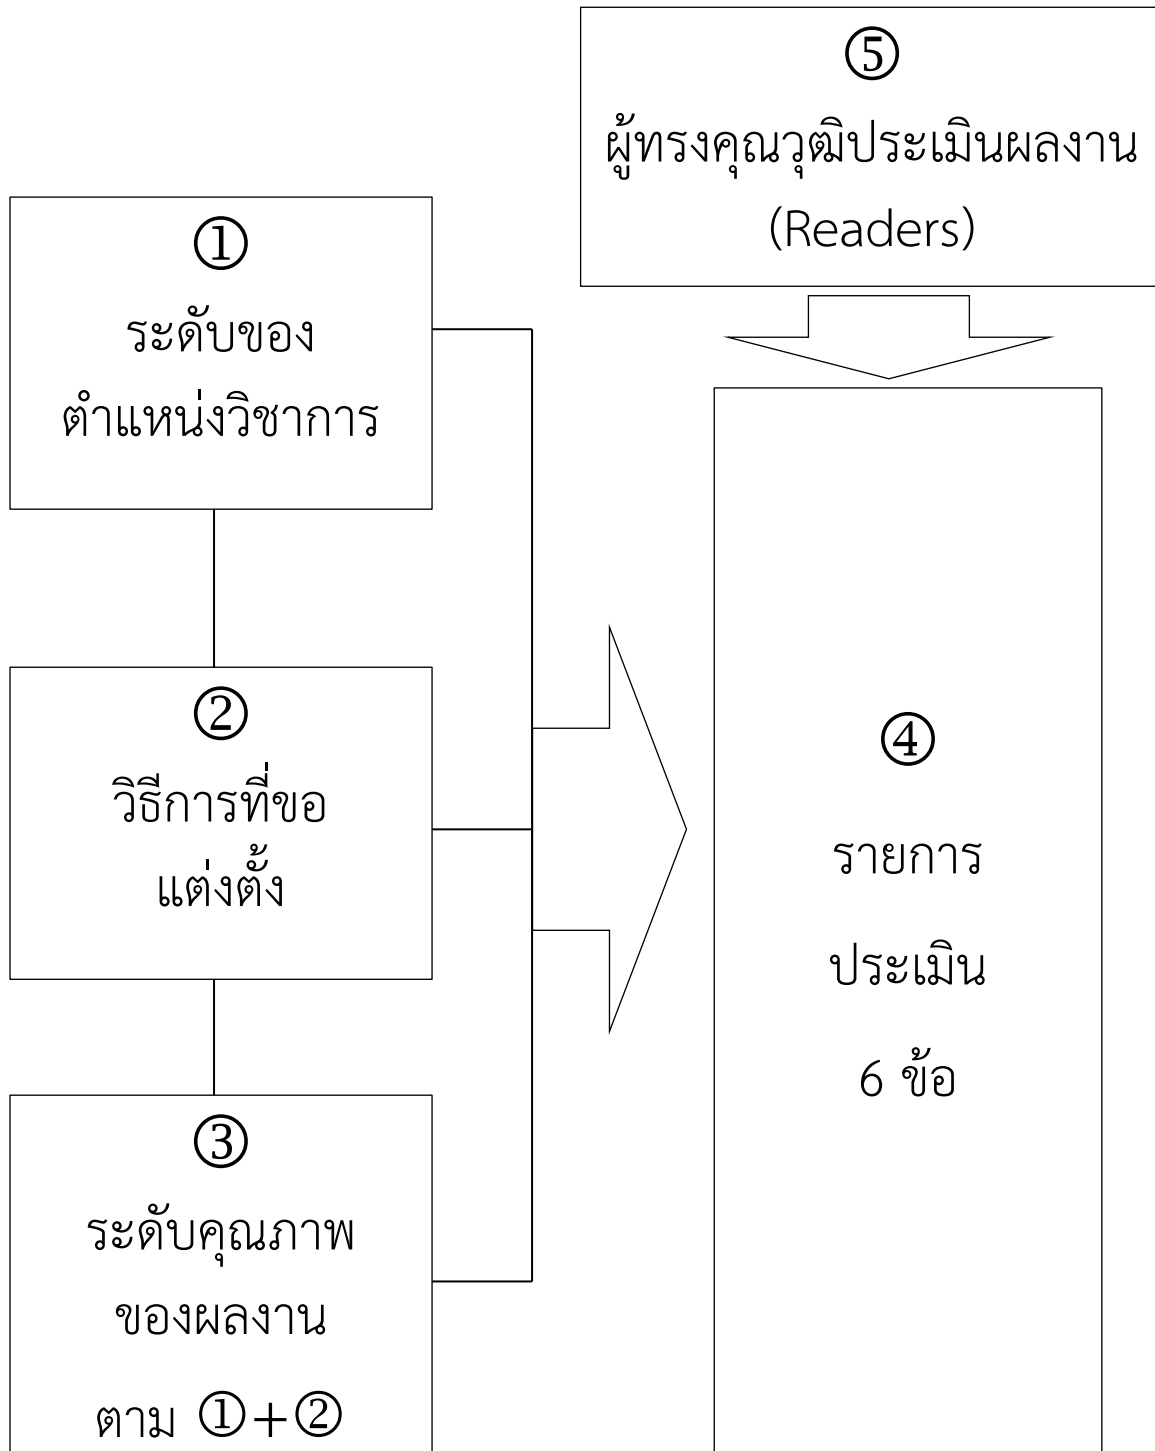 ①
ระดับของ
ตำแหน่งวิชาการ
②
วิธีการที่ขอ
แต่งตั้ง
③
ระดับคุณภาพ
ของผลงาน
ตาม ①+②
⑤
ผู้ทรงคุณวุฒิประเมินผลงาน
(Readers)
④
รายการ
ประเมิน
6 ข้อ